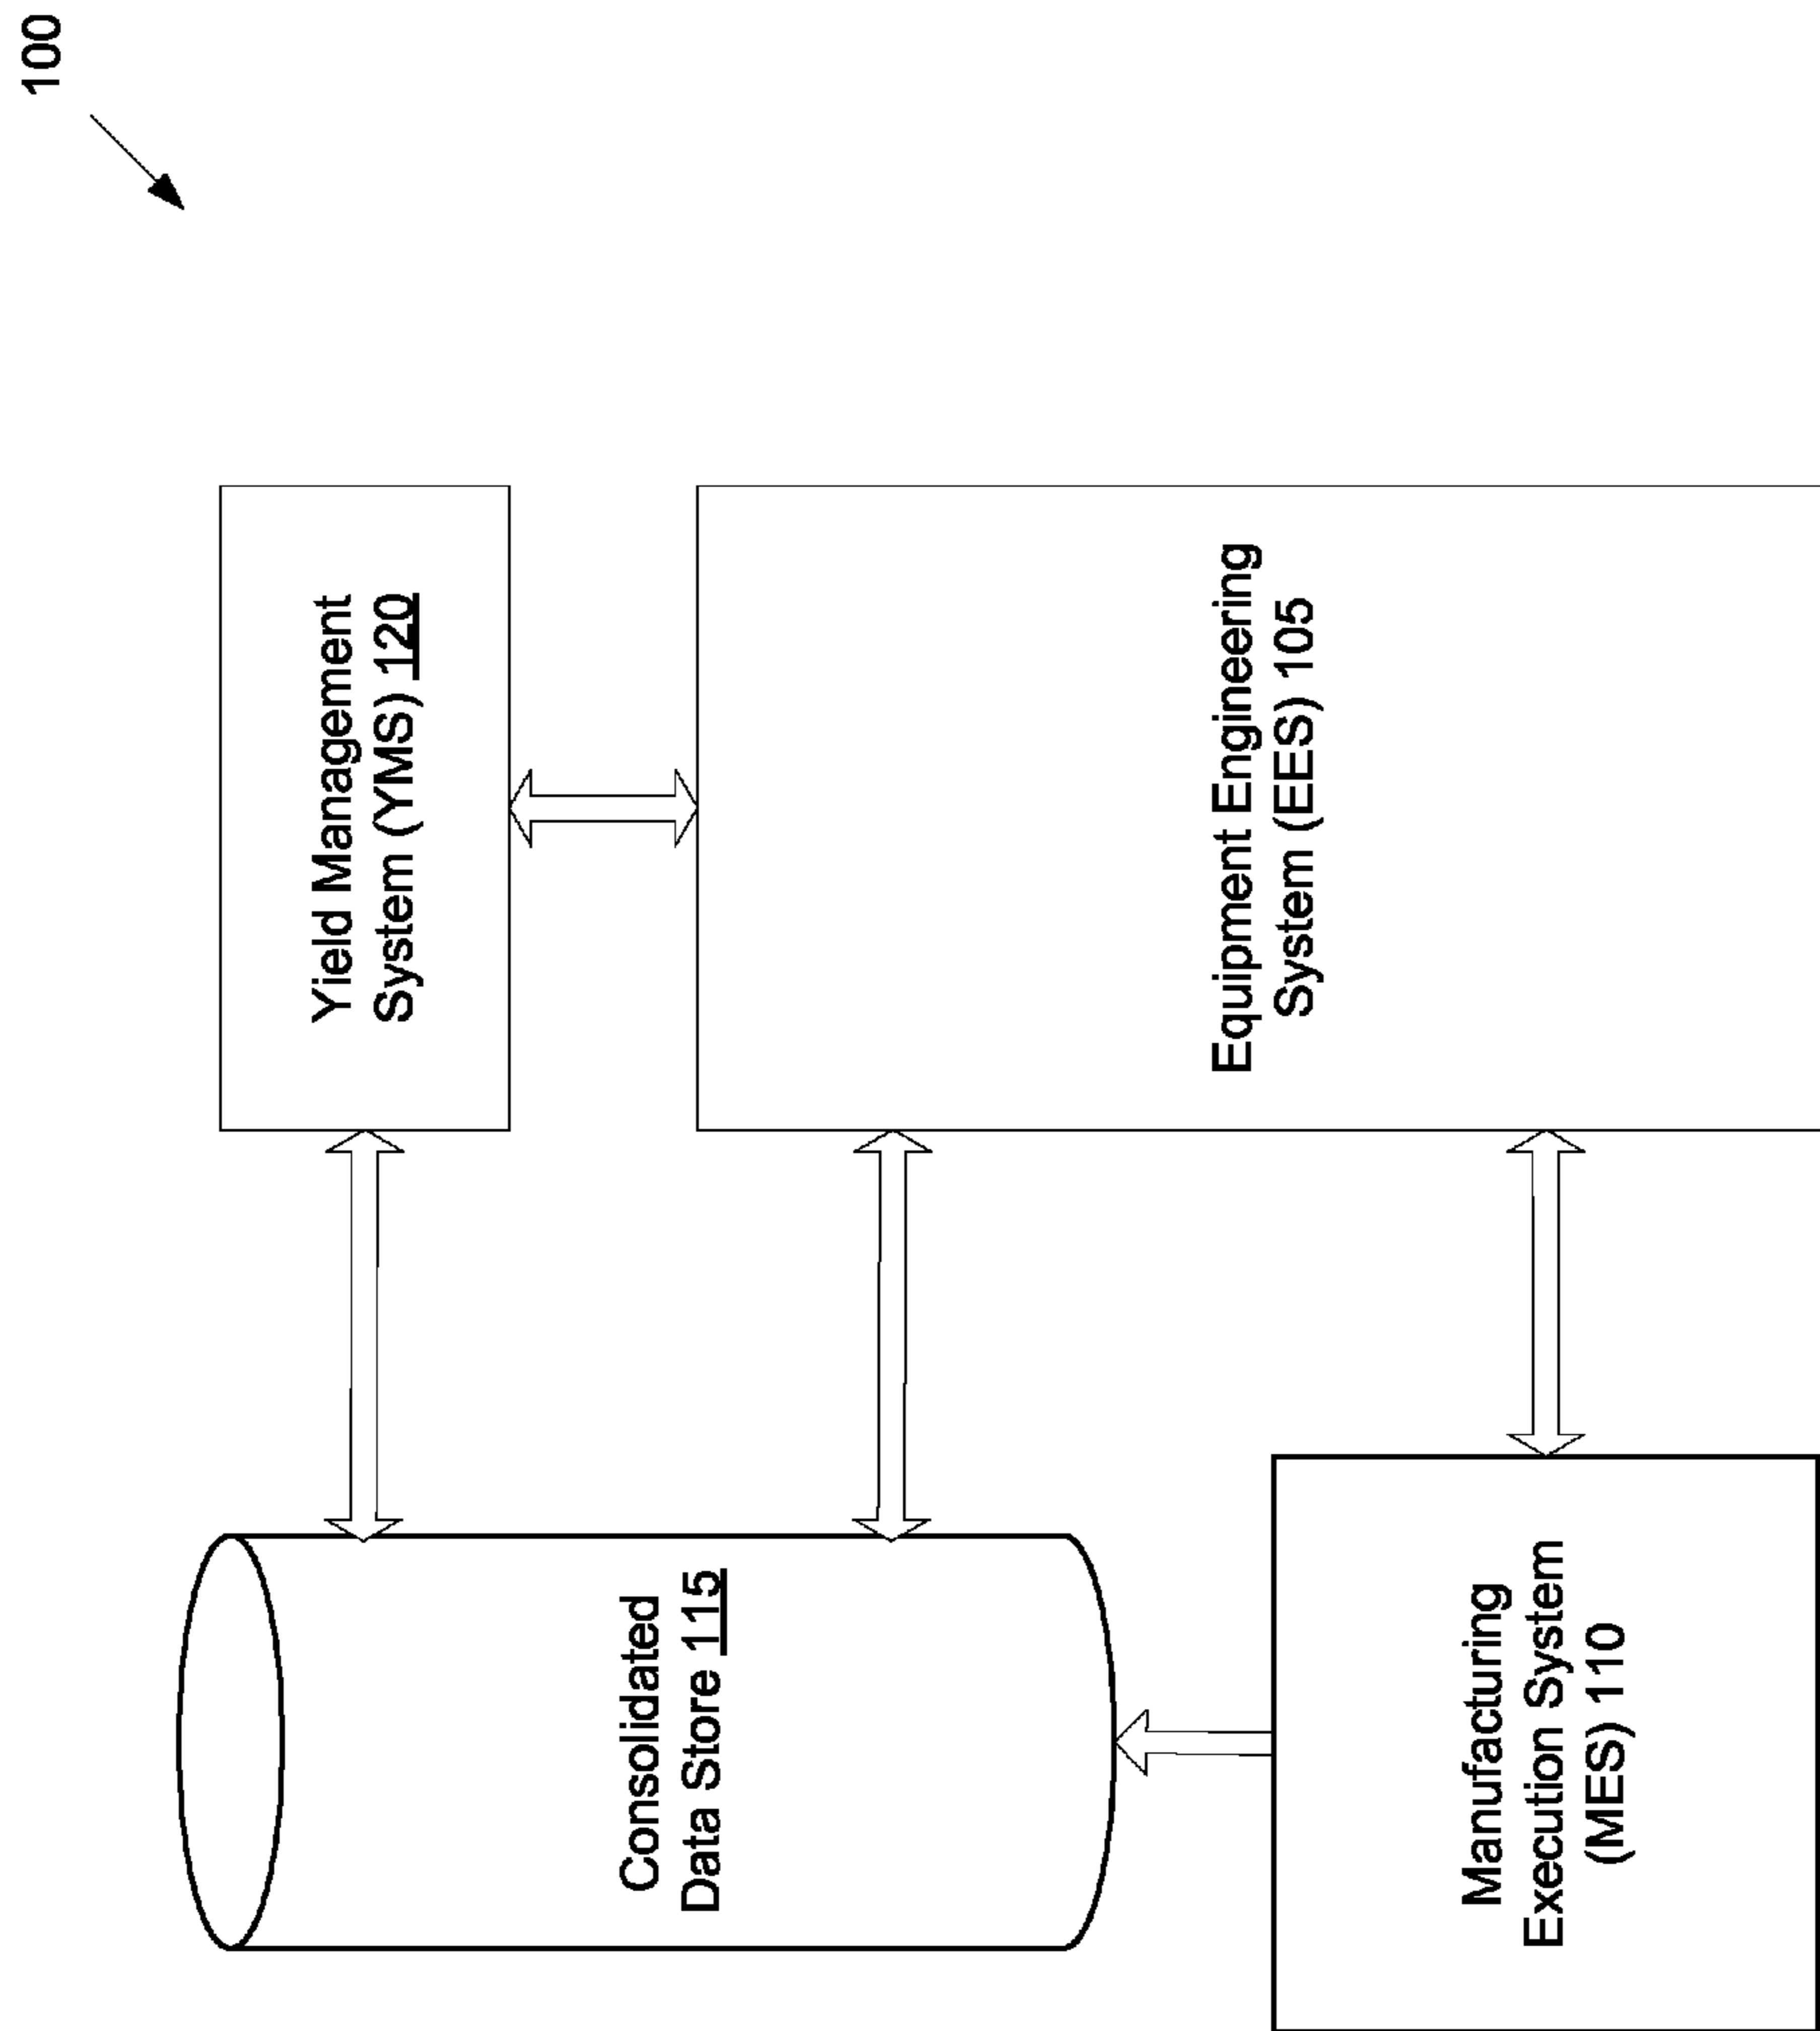 100
Yield Management
System (YMS) 120
Equipment Engineering
System (EES) 105
Consolidated
Data Store 115
Manufacturing
Execution System
(MES) 110